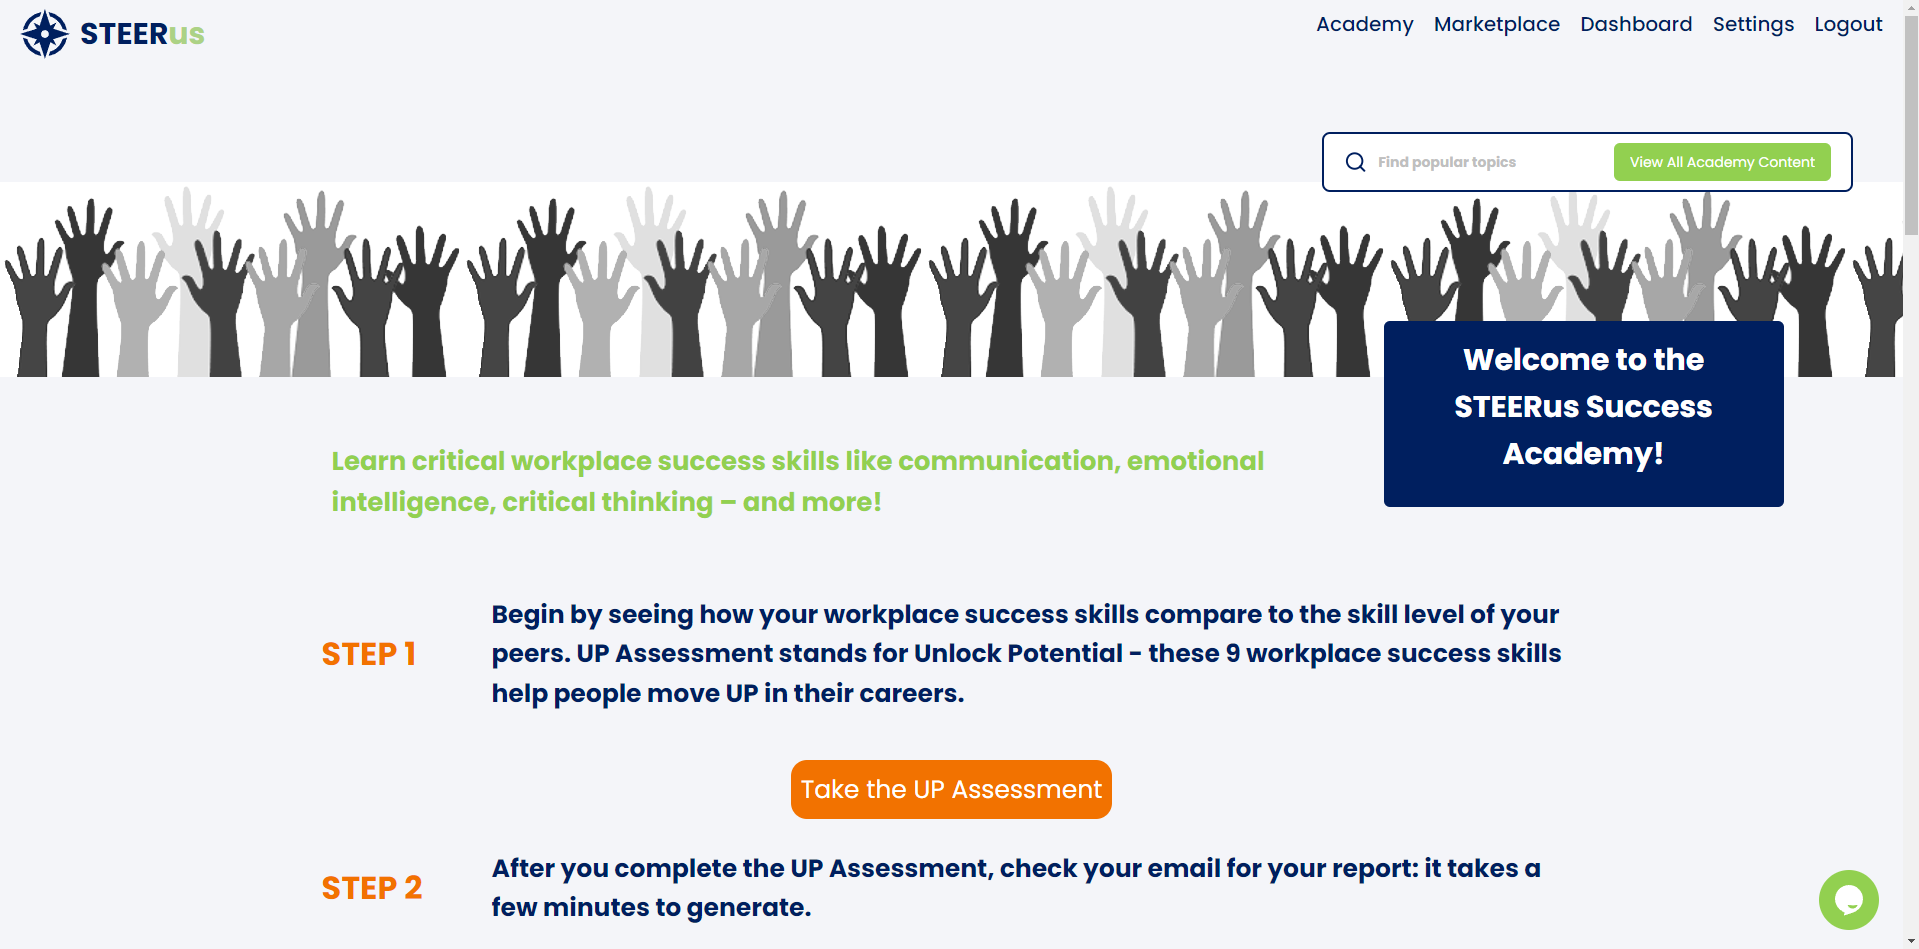 STEERus
Academy Marketplace Dashboard Settings Logout
Find popular topics
View All Academy Content
Welcome to the
STEERus Success
Academy!
Learn critical workplace success skills like communication, emotional
intelligence, critical thinking – and more!
STEP 1
Begin by seeing how your workplace success skills compare to the skill level of your
peers. UP Assessment stands for Unlock Potential - these 9 workplace success skills
help people move UP in their careers.
Take the UP Assessment
STEP 2
After you complete the UP Assessment, check your email for your report: it takes a
few minutes to generate.